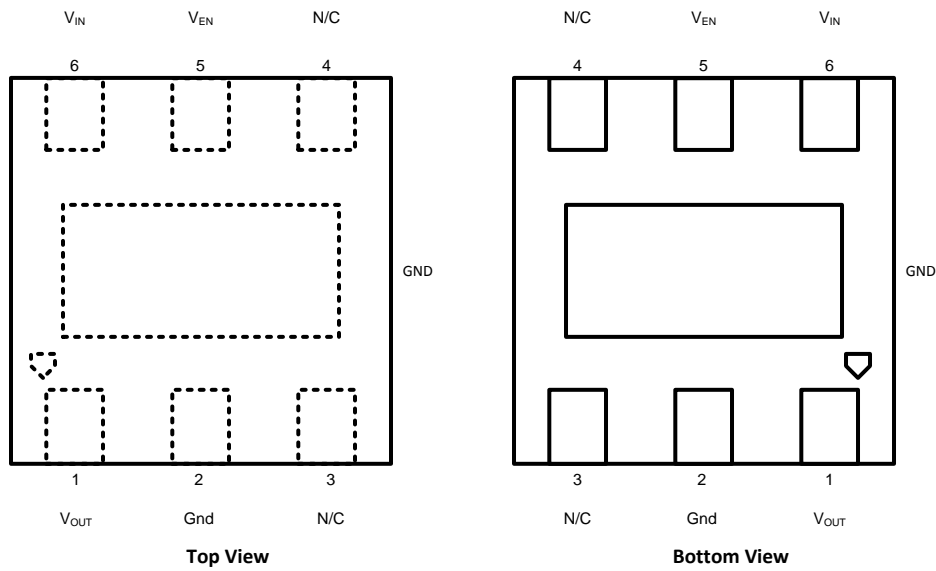 V_IN V_EN N/C
6 5 4
GND
1 2 3
V_OUT Gnd N/C
Top View
N/C V_EN V_IN
4 5 6
GND
3 2 1
N/C Gnd V_OUT
Bottom View